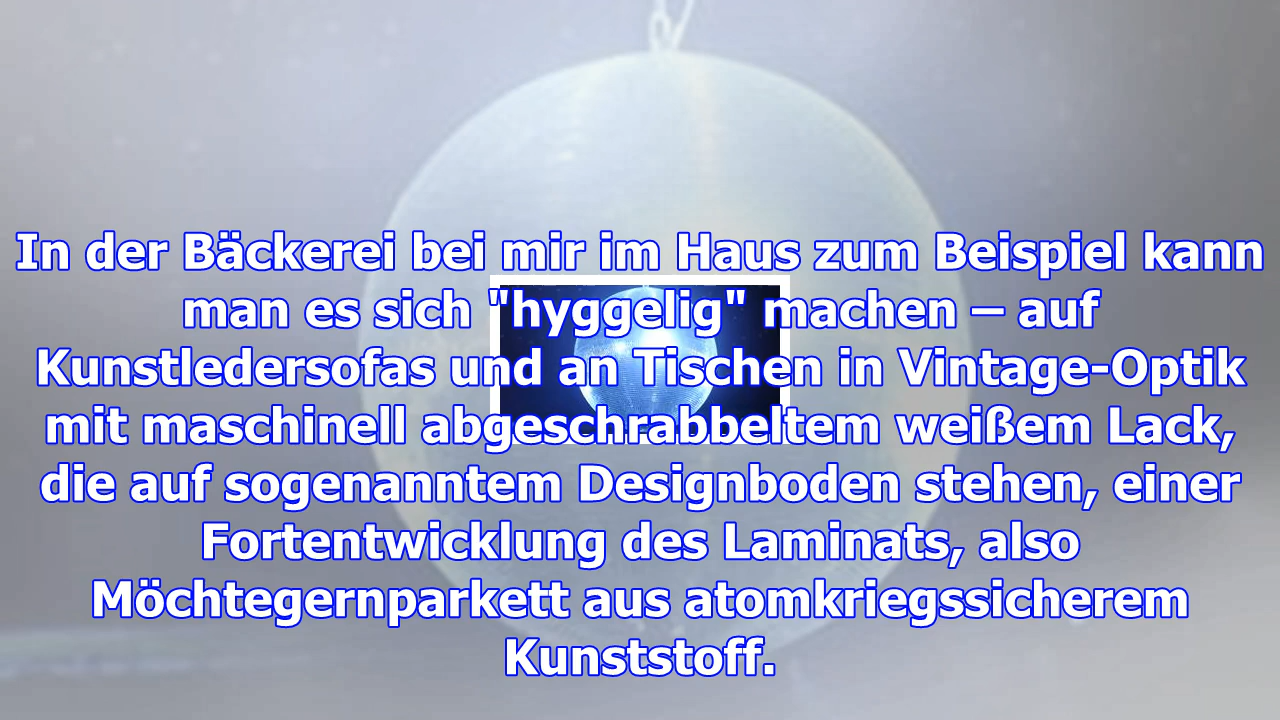 In der Bäckerei bei mir im Haus zum Beispiel kann
man es sich "hyggelig" machen – auf
Kunstledersofas und an Tischen in Vintage-Optik
mit maschinell abgeschrabbeltem weißem Lack,
die auf sogenanntem Designboden stehen, einer
Fortentwicklung des Laminats, also
Möchtegernparkett aus atomkriegssicherem
Kunststoff.